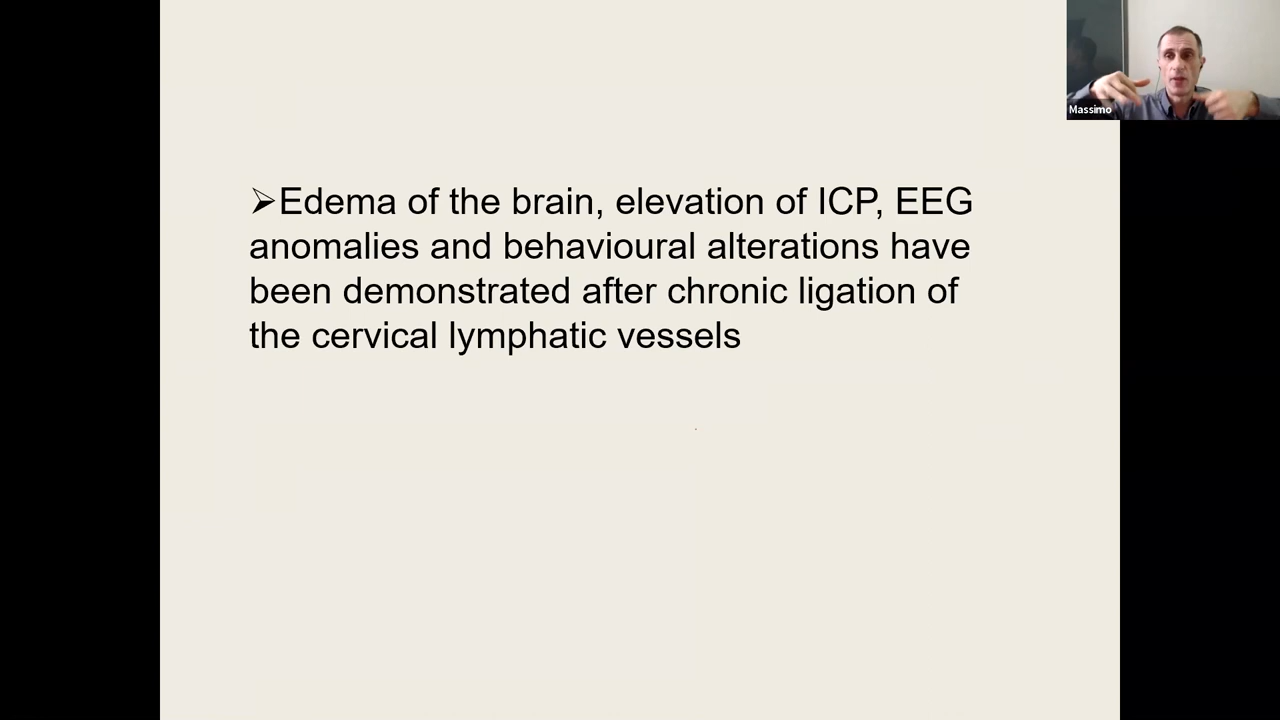 Massimo
➢Edema of the brain, elevation of ICP, EEG
anomalies and behavioural alterations have
been demonstrated after chronic ligation of
the cervical lymphatic vessels